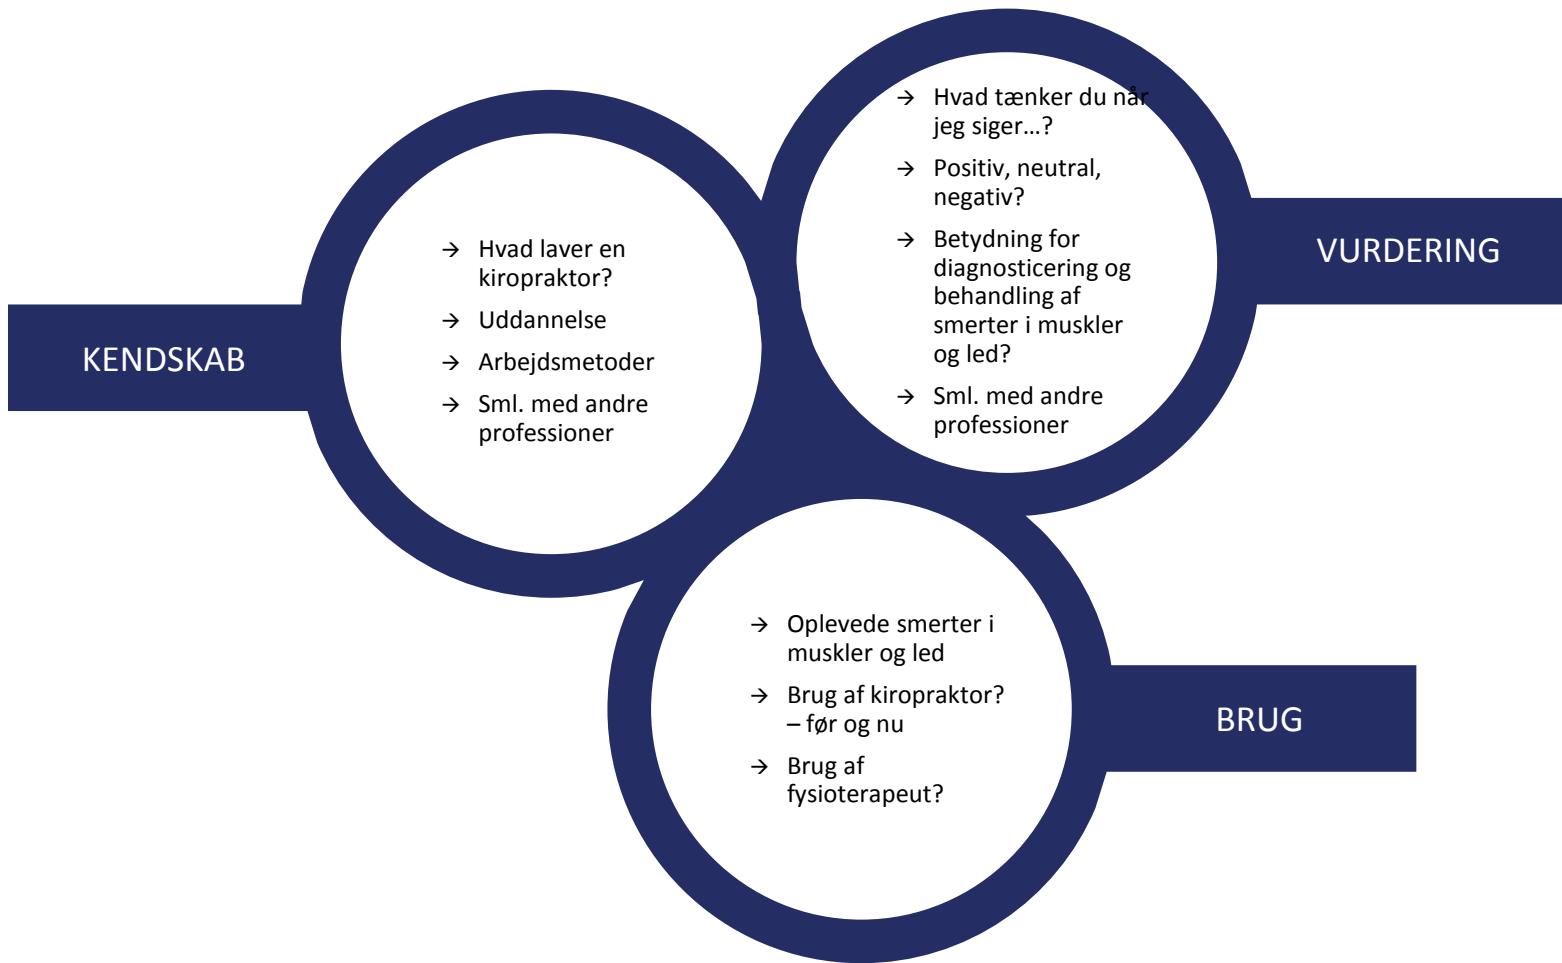 KENDSKAB
→ Hvad laver en
kiropraktor?
→ Uddannelse
→ Arbejdsmetoder
→ Sml. med andre
professioner
→ Hvad tænker du når
jeg siger...?
→ Positiv, neutral,
negativ?
→ Betydning for
diagnosticering og
behandling af
smerter i muskler
og led?
→ Sml. med andre
professioner
VURDERING
→ Oplevede smerter i
muskler og led
→ Brug af kiropraktor?
– før og nu
→ Brug af
fysioterapeut?
BRUG